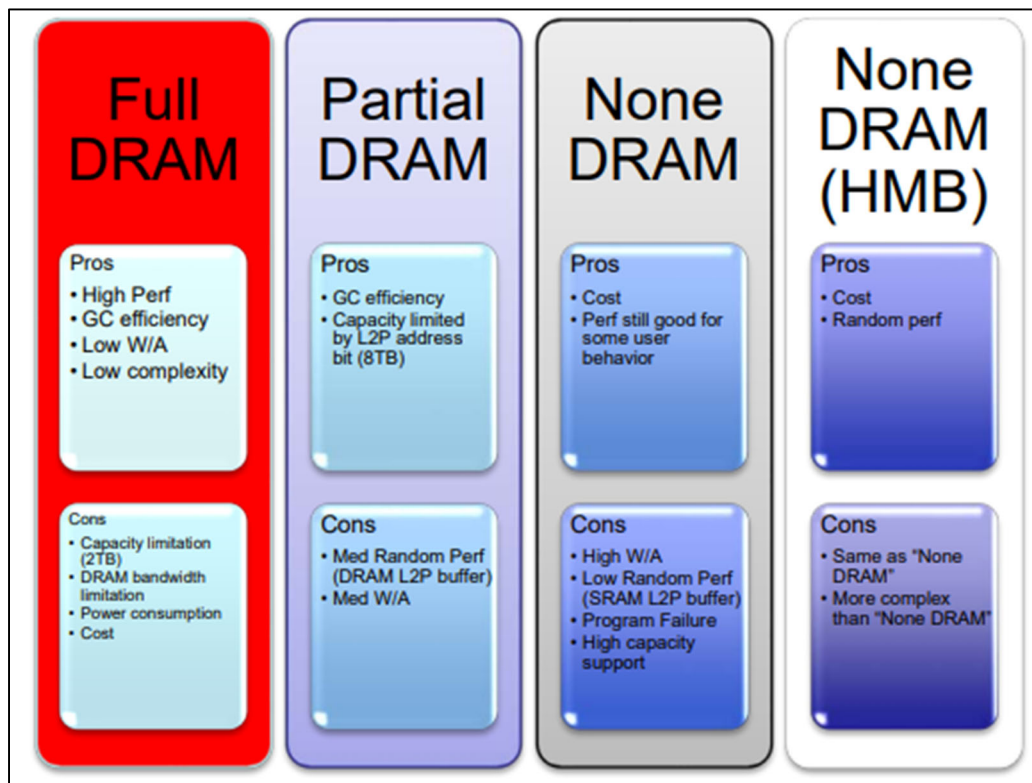 Full
DRAM
Pros
• High Perf
• GC efficiency
• Low W/A
• Low complexity
Cons
• Capacity limitation
(2TB)
• DRAM bandwidth
limitation
• Power consumption
• Cost
Partial
DRAM
Pros
• GC efficiency
• Capacity limited
by L2P address
bit (8TB)
Cons
• Med Random Perf
(DRAM L2P buffer)
• Med W/A
None
DRAM
Pros
• Cost
• Perf still good for
some user
behavior
Cons
• High W/A
• Low Random Perf
(SRAM L2P buffer)
• Program Failure
• High capacity
support
None
DRAM
(HMB)
Pros
• Cost
• Random perf
Cons
• Same as “None
DRAM”
• More complex
than “None DRAM”